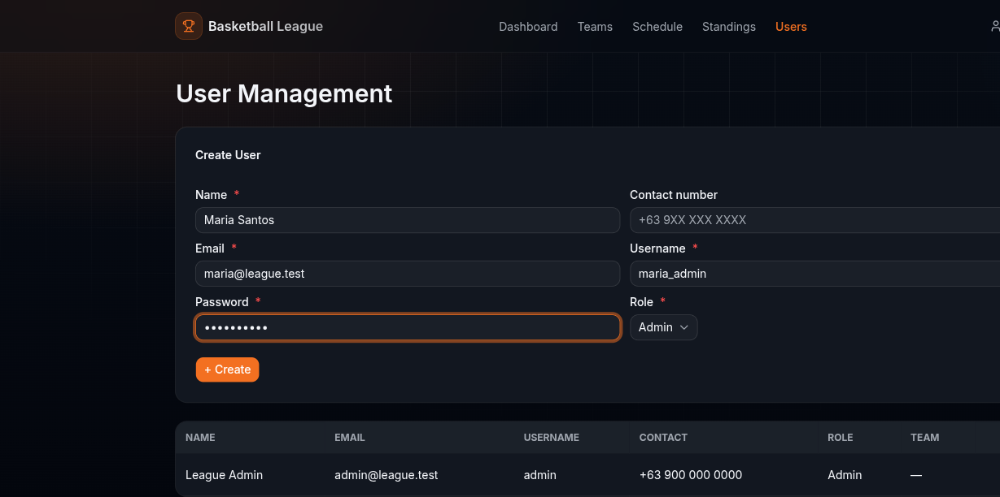 Basketball League
Dashboard Teams Schedule Standings Users
User Management
Create User
Name * Contact number
Maria Santos +63 9XX XXX XXXX
Email * Username *
maria@league.test maria_admin
Password * Role *
•••••••••• Admin
+ Create
NAME EMAIL USERNAME CONTACT ROLE TEAM
League Admin admin@league.test admin +63 900 000 0000 Admin —